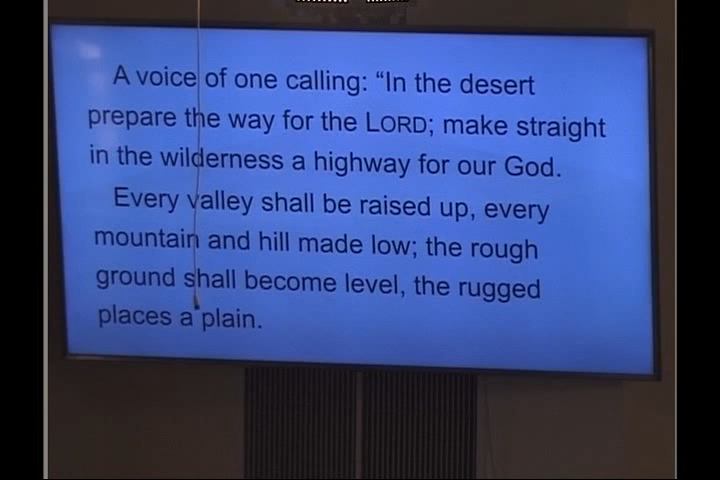 A voice of one calling: “In the desert
prepare the way for the LORD; make straight
in the wilderness a highway for our God.
Every valley shall be raised up, every
mountain and hill made low; the rough
ground shall become level, the rugged
places a plain.